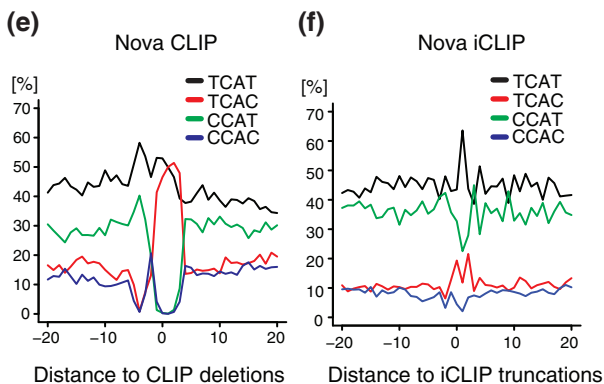 (e)
Nova CLIP
[%]
TCAT
TCAC
CCAT
CCAC
70
60
50
40
30
20
10
0
−20 −10 0 10 20
Distance to CLIP deletions
(f)
Nova iCLIP
[%]
TCAT
TCAC
CCAT
CCAC
70
60
50
40
30
20
10
0
−20 −10 0 10 20
Distance to iCLIP truncations